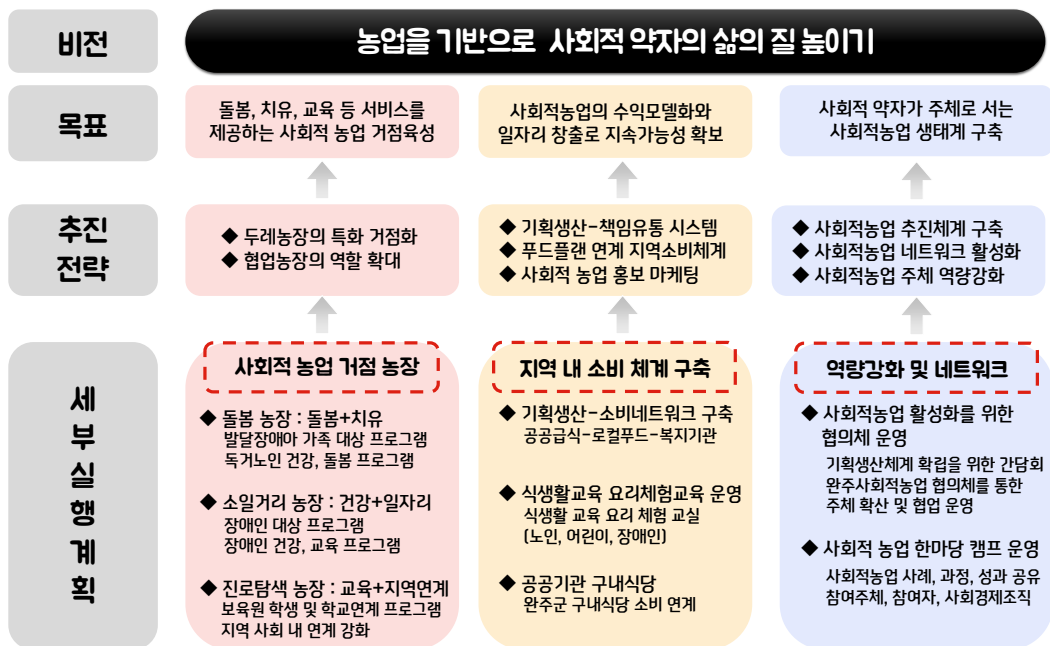 비전
농업을 기반으로 사회적 약자의 삶의 질 높이기
목표
돌봄, 치유, 교육 등 서비스를
제공하는 사회적 농업 거점육성
사회적농업의 수익모델화와
일자리 창출로 지속가능성 확보
사회적 약자가 주체로 서는
사회적농업 생태계 구축
추진
전략
◆ 두레농장의 특화 거점화
◆ 협업농장의 역할 확대
◆ 기획생산-책임유통 시스템
◆ 푸드플랜 연계 지역소비체계
◆ 사회적 농업 홍보 마케팅
◆ 사회적농업 추진체계 구축
◆ 사회적농업 네트워크 활성화
◆ 사회적농업 주체 역량강화
세
부
실
행
계
획
사회적 농업 거점 농장
◆ 돌봄 농장 : 돌봄+치유
발달장애아 가족 대상 프로그램
독거노인 건강, 돌봄 프로그램
◆ 소일거리 농장 : 건강+일자리
장애인 대상 프로그램
장애인 건강, 교육 프로그램
◆ 진로탐색 농장 : 교육+지역연계
보육원 학생 및 학교연계 프로그램
지역 사회 내 연계 강화
지역 내 소비 체계 구축
◆ 기획생산-소비네트워크 구축
공공급식-로컬푸드-복지기관
◆ 식생활교육 요리체험교육 운영
식생활 교육 요리 체험 교실
(노인, 어린이, 장애인)
◆ 공공기관 구내식당
완주군 구내식당 소비 연계
역량강화 및 네트워크
◆ 사회적농업 활성화를 위한
협의체 운영
기획생산체계 확립을 위한 간담회
완주사회적농업 협의체를 통한
주체 확산 및 협업 운영
◆ 사회적 농업 한마당 캠프 운영
사회적농업 사례, 과정, 성과 공유
참여주체, 참여자, 사회경제조직